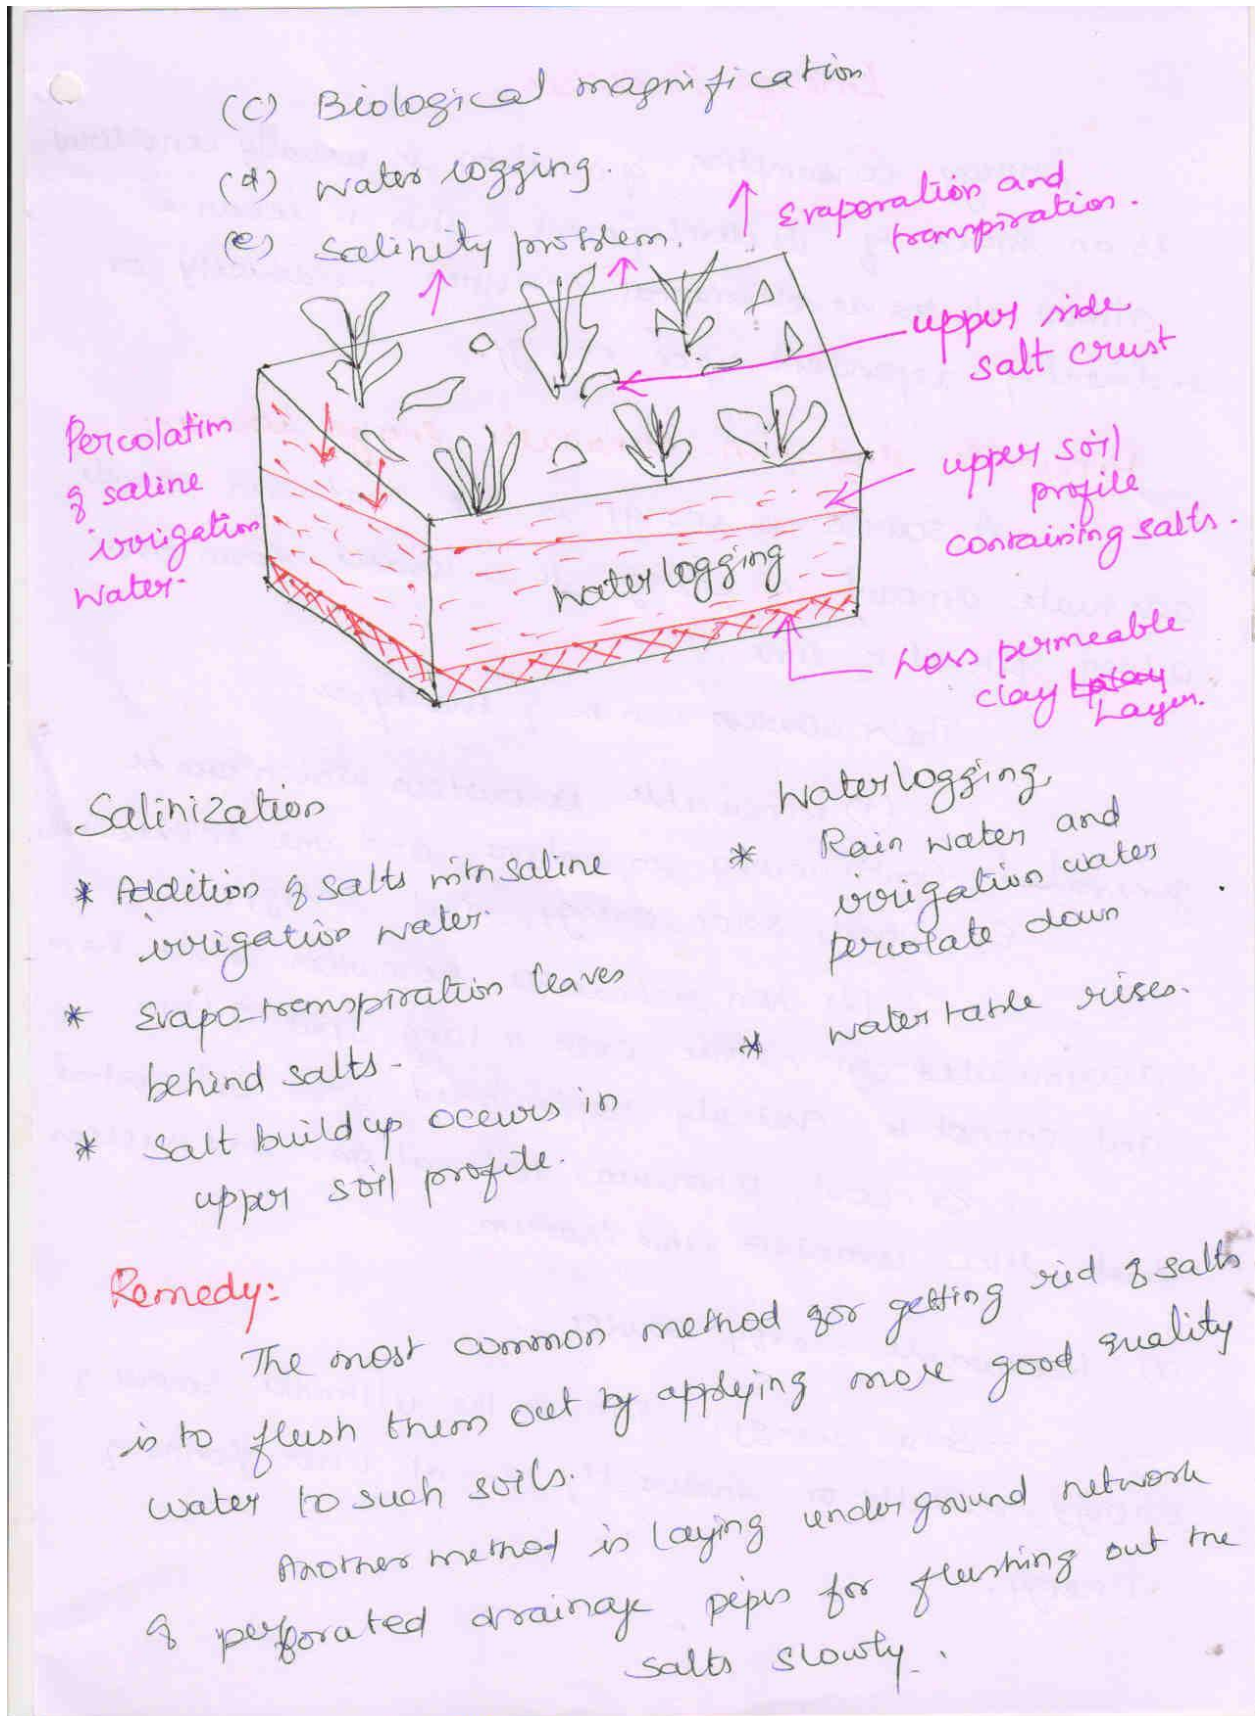 (c) Biological magnification
(d) water logging.
(e) Salinity problem.
Evaporation and
transpiration.
upper side
salt crust
Percolation
of saline
irrigation
water.
upper soil
profile
containing salts.
water logging
Less permeable
clay
Layer.
Salinization
* Addition of salts with saline
irrigation water.
* Evapo-transpiration leaves
behind salts.
* Salt buildup occurs in
upper soil profile.
Waterlogging
* Rain water and
irrigation water
percolate down
* water table rises.
Remedy:
The most common method for getting rid of salts
is to flush them out by applying more good quality
water to such soils.
Another method is laying underground network
of perforated drainage pipes for flushing out the
salts slowly.